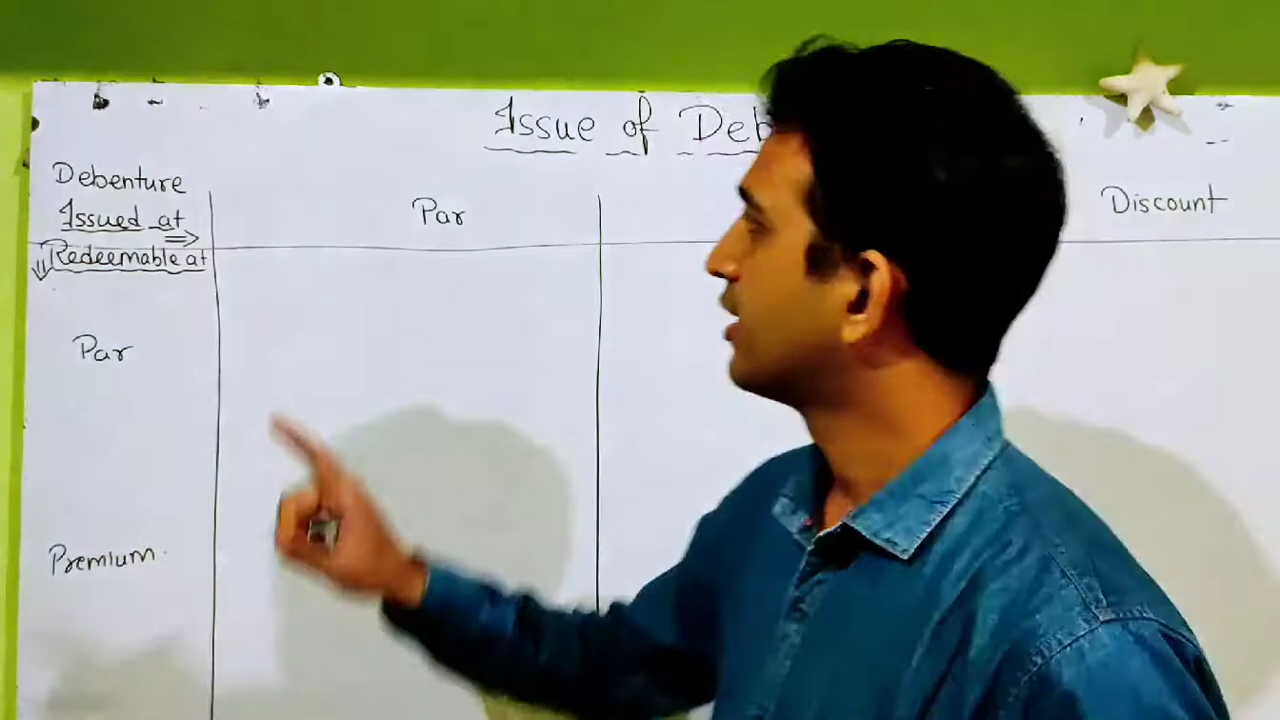 Issue of Deb
Debenture
Issued at
Par
Discount
Redeemable at
Par
Premium